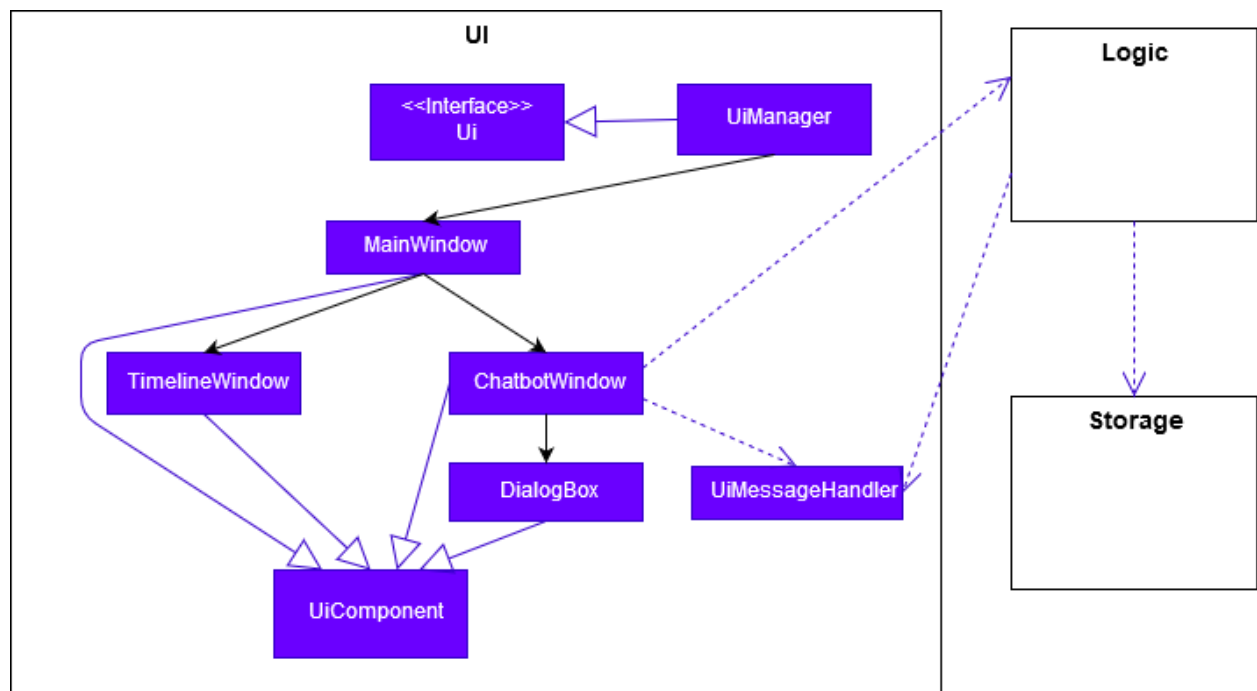 UI
Logic
<<Interface>>
Ui
UiManager
MainWindow
TimelineWindow
ChatbotWindow
Storage
DialogBox
UiMessageHandler
UiComponent